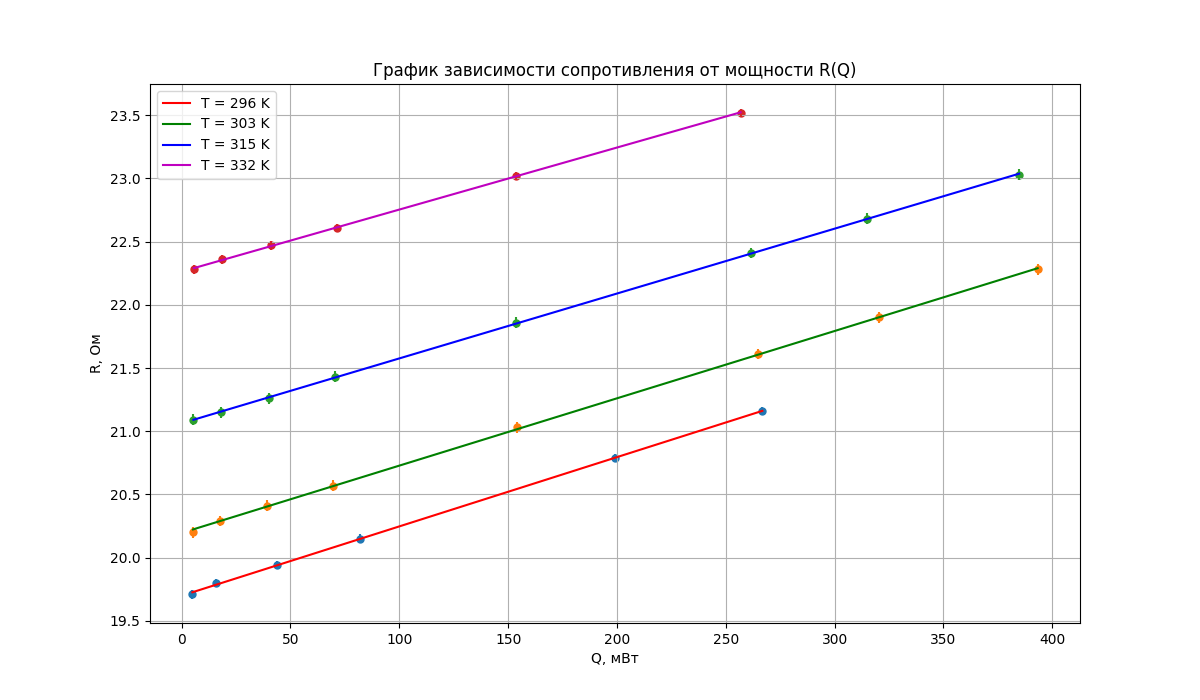 График зависимости сопротивления от мощности R(Q)
T = 296 K
T = 303 K
T = 315 K
T = 332 K
23.5
23.0
22.5
22.0
21.5
21.0
20.5
20.0
19.5
R, Ом
0 50 100 150 200 250 300 350 400
Q, мВт